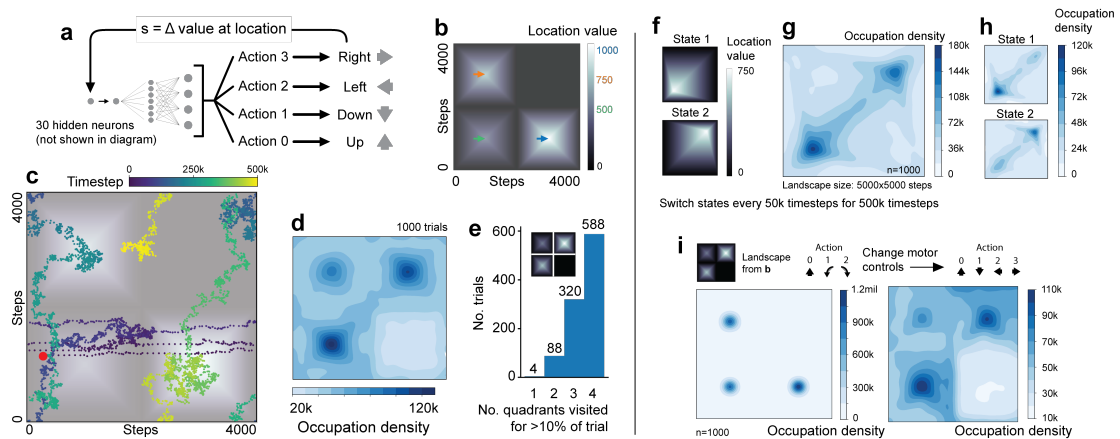 a
s = Δ value at location
Action 3
Right
Action 2
Left
Action 1
Down
Action 0
Up
30 hidden neurons
(not shown in diagram)
b
Location value
1000
750
500
0
4000
Steps
0
0
Steps
4000
c
Timestep
0
250k
500k
4000
Steps
0
0
Steps
4000
d
1000 trials
20k
120k
Occupation density
e
588
320
88
4
600
400
200
0
No. trials
1
2
3
4
No. quadrants visited
for >10% of trial
f
State 1
State 2
Location
value
750
0
g
Occupation density
180k
144k
108k
72k
36k
0
n=1000
Landscape size: 5000x5000 steps
h
State 1
State 2
Occupation
density
120k
96k
72k
48k
24k
0
Switch states every 50k timesteps for 500k timesteps
i
Landscape
from b
Action
0 1 2
Change motor
controls
Action
0 1 2 3
1.2mil
900k
600k
300k
0
n=1000
Occupation density
110k
90k
70k
50k
30k
10k
Occupation density